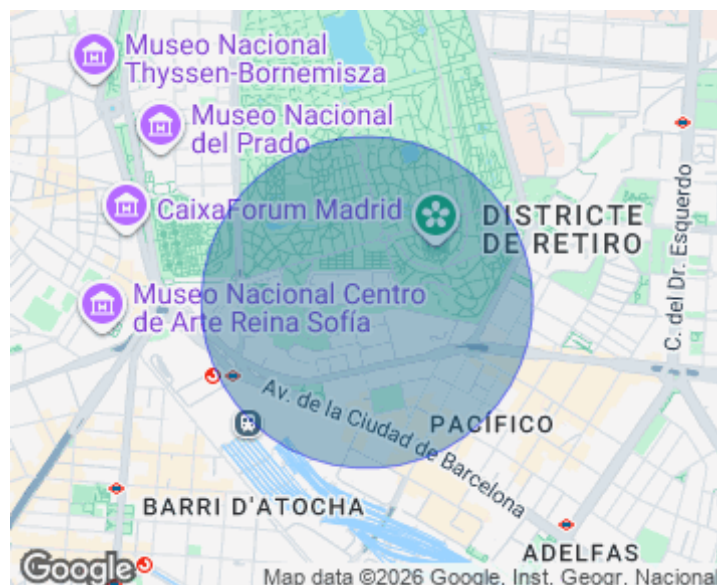 Museo Nacional
Thyssen-Bornemisza
Museo Nacional
del Prado
CaixaForum Madrid
DISTRICTE
DE RETIRO
C. del Dr. Esquerdo
Museo Nacional Centro
de Arte Reina Sofía
Av. de la Ciudad de Barcelona
PACÍFICO
BARRI D'ATOCHA
ADELFAS
Google
Map data ©2026 Google, Inst. Geogr. Nacional